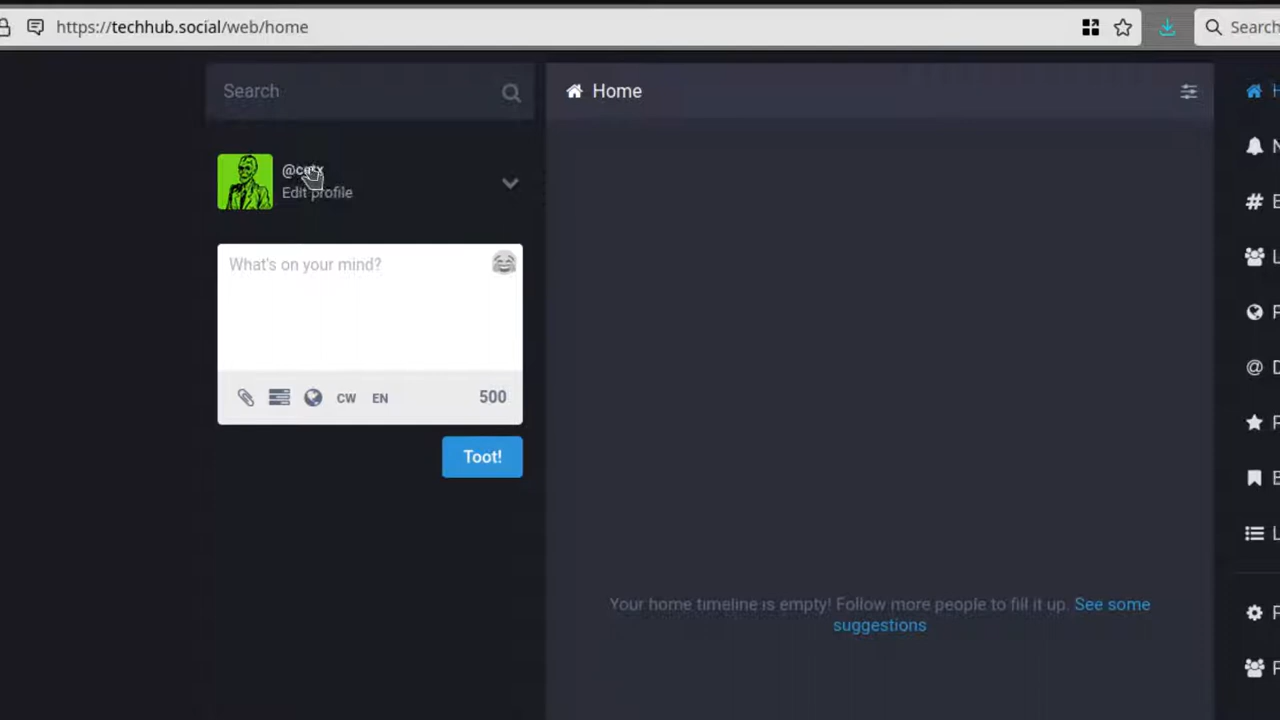 https://techhub.social/web/home
Search
Search
Home
Edit profile
What's on your mind?
CW
EN
500
Toot!
Your home timeline is empty! Follow more people to fill it up. See some
suggestions